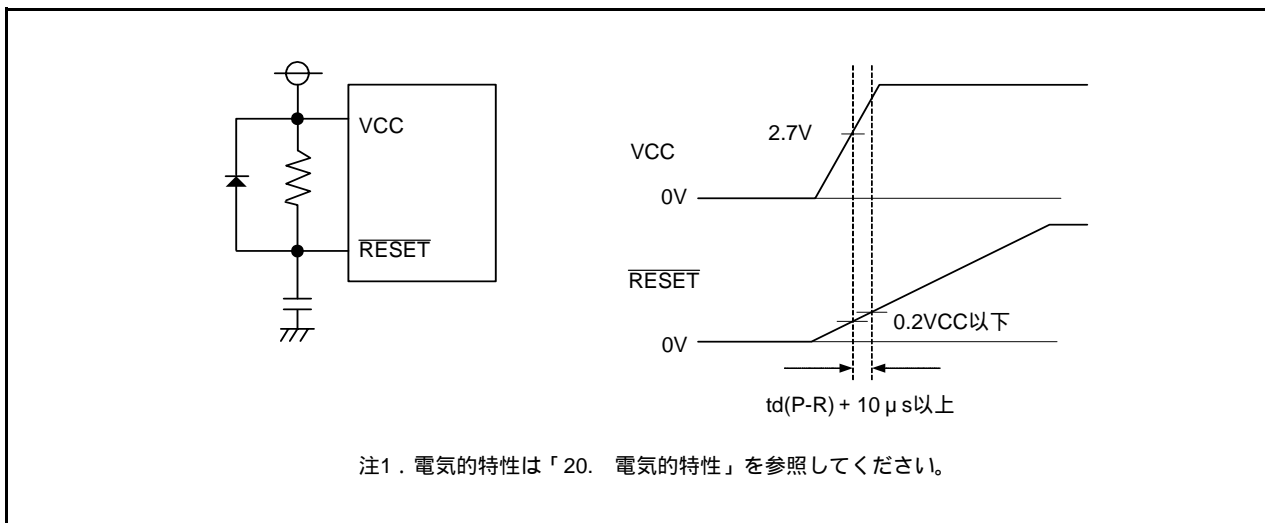 VCC
RESET
2.7V
VCC
0V
RESET
0.2VCC以下
0V
td(P-R) + 10 μ s以上
注1．電気的特性は「20.　電気的特性」を参照してください。